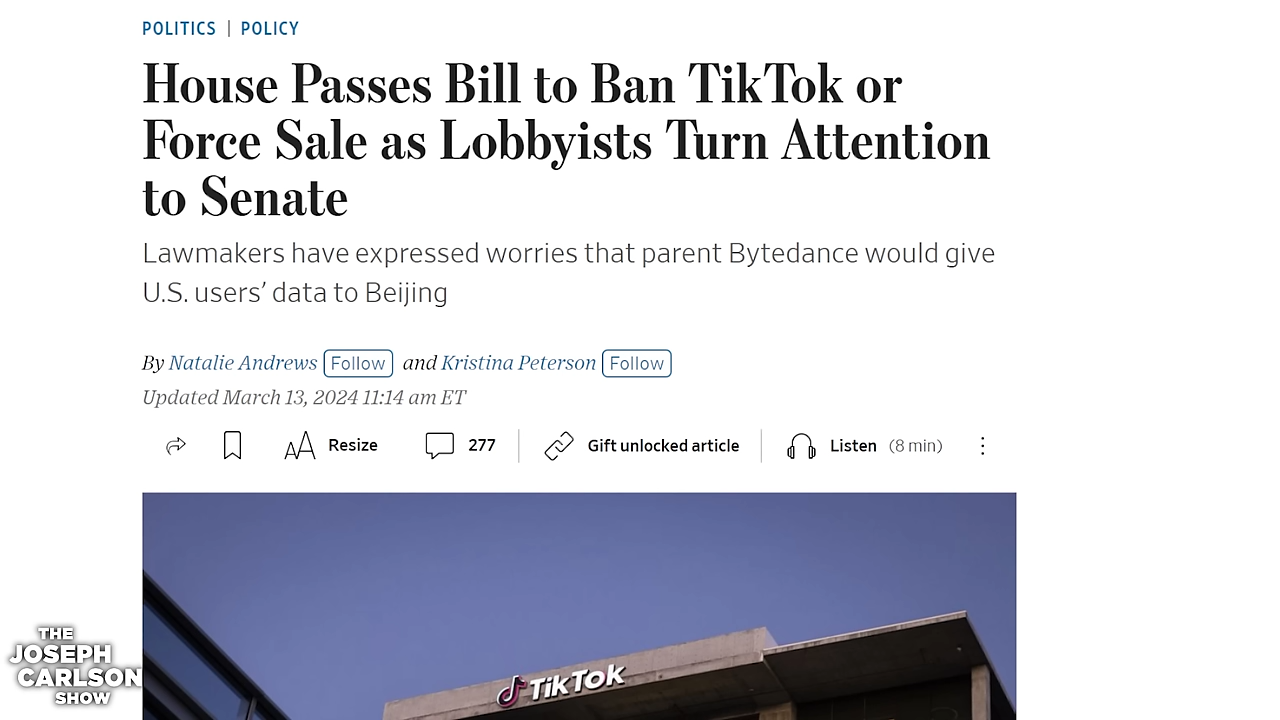 POLITICS | POLICY
House Passes Bill to Ban TikTok or
Force Sale as Lobbyists Turn Attention
to Senate
Lawmakers have expressed worries that parent Bytedance would give
U.S. users’ data to Beijing
By Natalie Andrews Follow and Kristina Peterson Follow
Updated March 13, 2024 11:14 am ET
AA Resize 277 Gift unlocked article Listen (8 min)
TikTok
THE
JOSEPH
CARLSON
SHOW